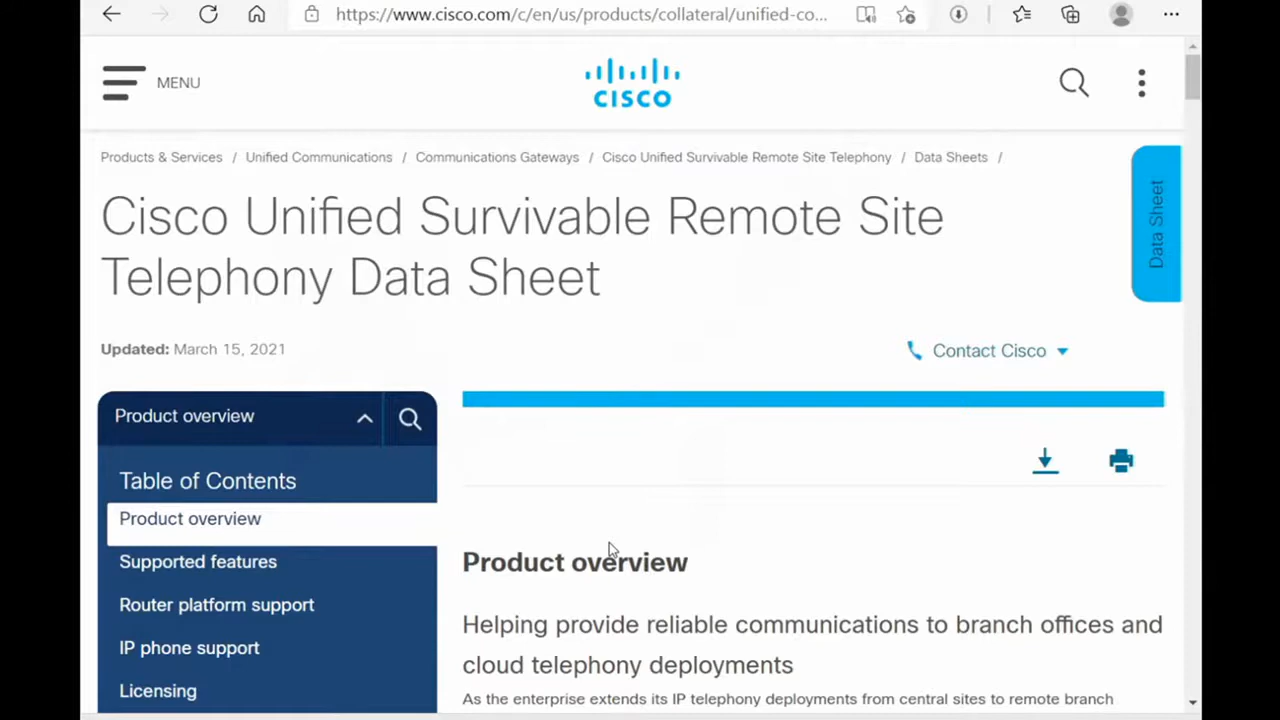 https://www.cisco.com/c/en/us/products/collateral/unified-co...
MENU
CISCO
Products & Services / Unified Communications / Communications Gateways / Cisco Unified Survivable Remote Site Telephony / Data Sheets /
Cisco Unified Survivable Remote Site
Telephony Data Sheet
Data Sheet
Updated: March 15, 2021
Contact Cisco
Product overview
Table of Contents
Product overview
Supported features
Router platform support
IP phone support
Licensing
Product overview
Helping provide reliable communications to branch offices and
cloud telephony deployments
As the enterprise extends its IP telephony deployments from central sites to remote branch